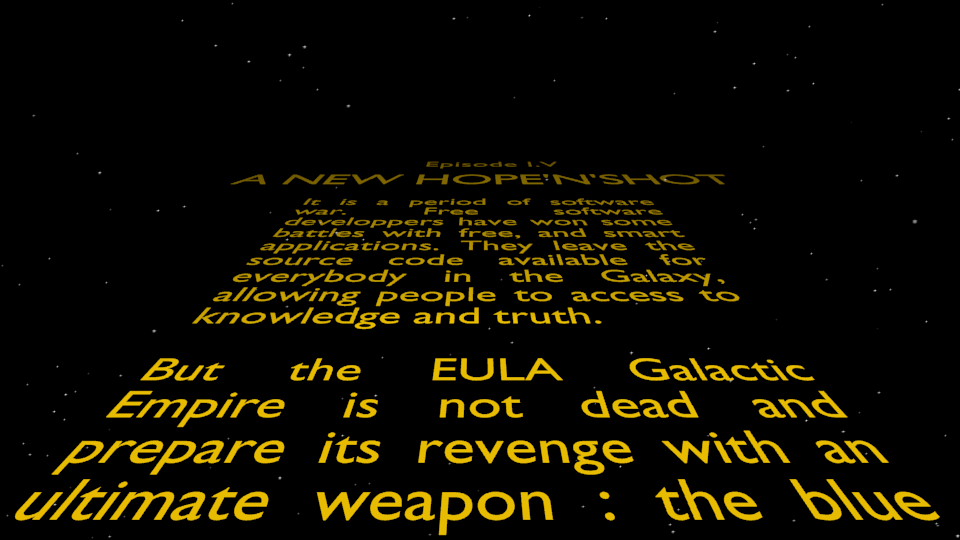 Episode I.V
A NEW HOPE'N'SHOT
It is a period of software
war. Free software
developpers have won some
battles with free, and smart
applications. They leave the
source code available for
everybody in the Galaxy,
allowing people to access to
knowledge and truth.
But the EULA Galactic
Empire is not dead and
prepare its revenge with an
ultimate weapon : the blue